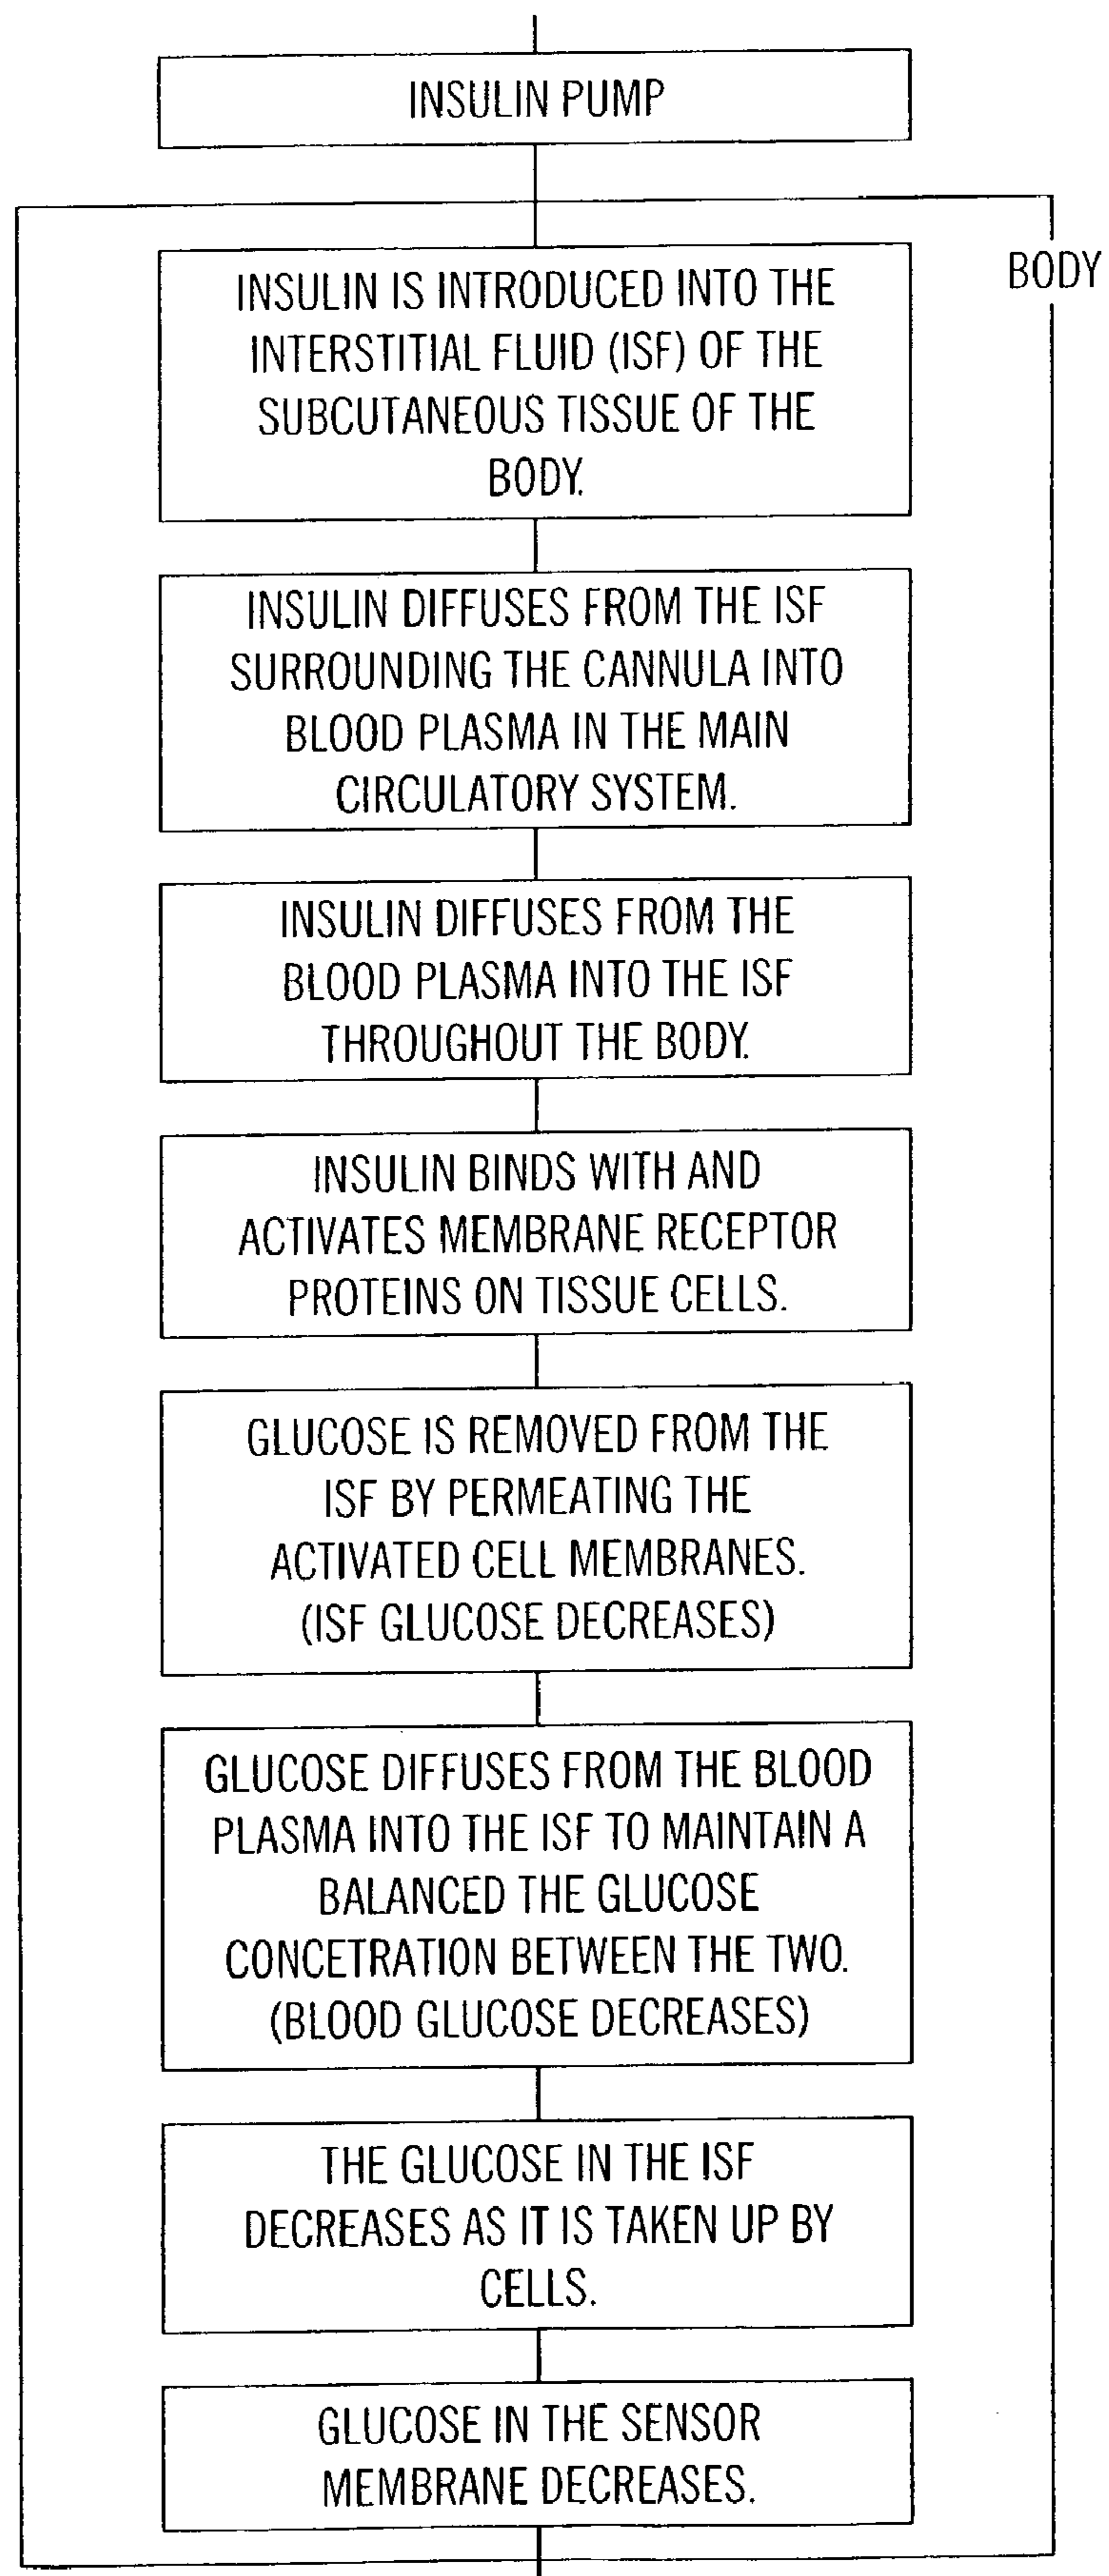 INSULIN PUMP
BODY
INSULIN IS INTRODUCED INTO THE
INTERSTITIAL FLUID (ISF) OF THE
SUBCUTANEOUS TISSUE OF THE
BODY.
INSULIN DIFFUSES FROM THE ISF
SURROUNDING THE CANNULA INTO
BLOOD PLASMA IN THE MAIN
CIRCULATORY SYSTEM.
INSULIN DIFFUSES FROM THE
BLOOD PLASMA INTO THE ISF
THROUGHOUT THE BODY.
INSULIN BINDS WITH AND
ACTIVATES MEMBRANE RECEPTOR
PROTEINS ON TISSUE CELLS.
GLUCOSE IS REMOVED FROM THE
ISF BY PERMEATING THE
ACTIVATED CELL MEMBRANES.
(ISF GLUCOSE DECREASES)
GLUCOSE DIFFUSES FROM THE BLOOD
PLASMA INTO THE ISF TO MAINTAIN A
BALANCED THE GLUCOSE
CONCETRATION BETWEEN THE TWO.
(BLOOD GLUCOSE DECREASES)
THE GLUCOSE IN THE ISF
DECREASES AS IT IS TAKEN UP BY
CELLS.
GLUCOSE IN THE SENSOR
MEMBRANE DECREASES.